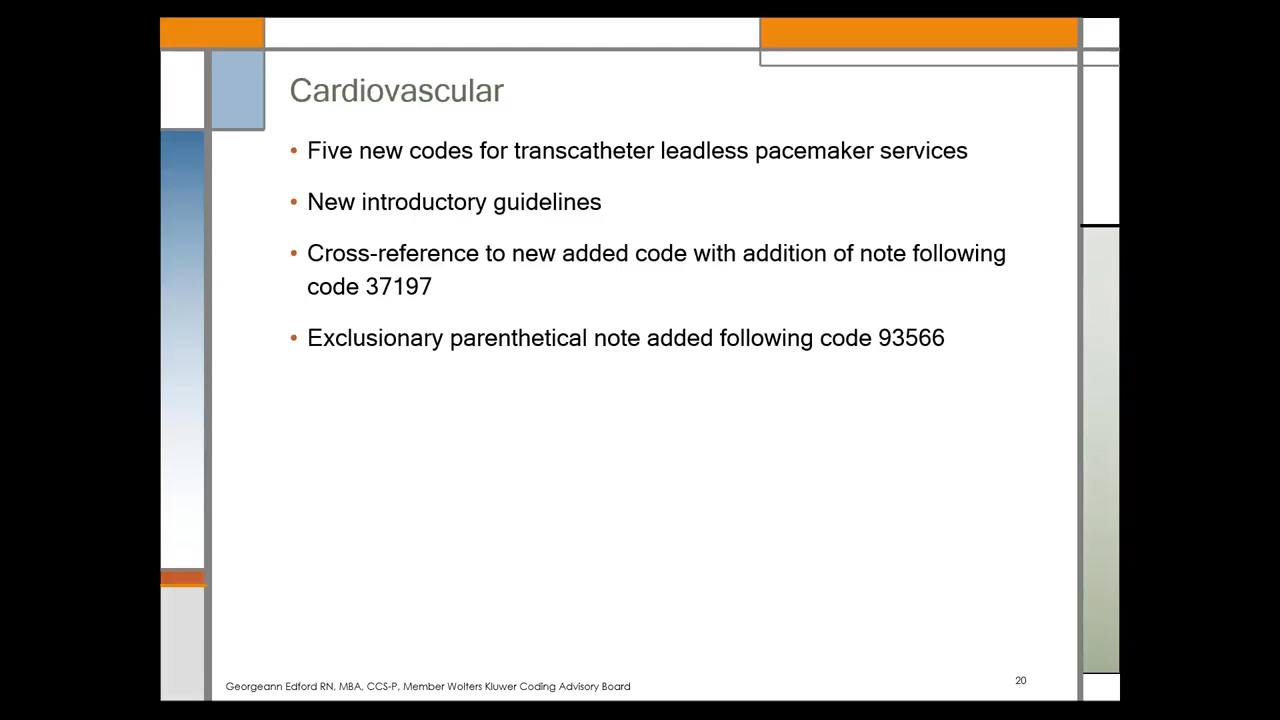 Cardiovascular
• Five new codes for transcatheter leadless pacemaker services
• New introductory guidelines
• Cross-reference to new added code with addition of note following
code 37197
• Exclusionary parenthetical note added following code 93566
Georgeann Edford RN, MBA, CCS-P, Member Wolters Kluwer Coding Advisory Board
20